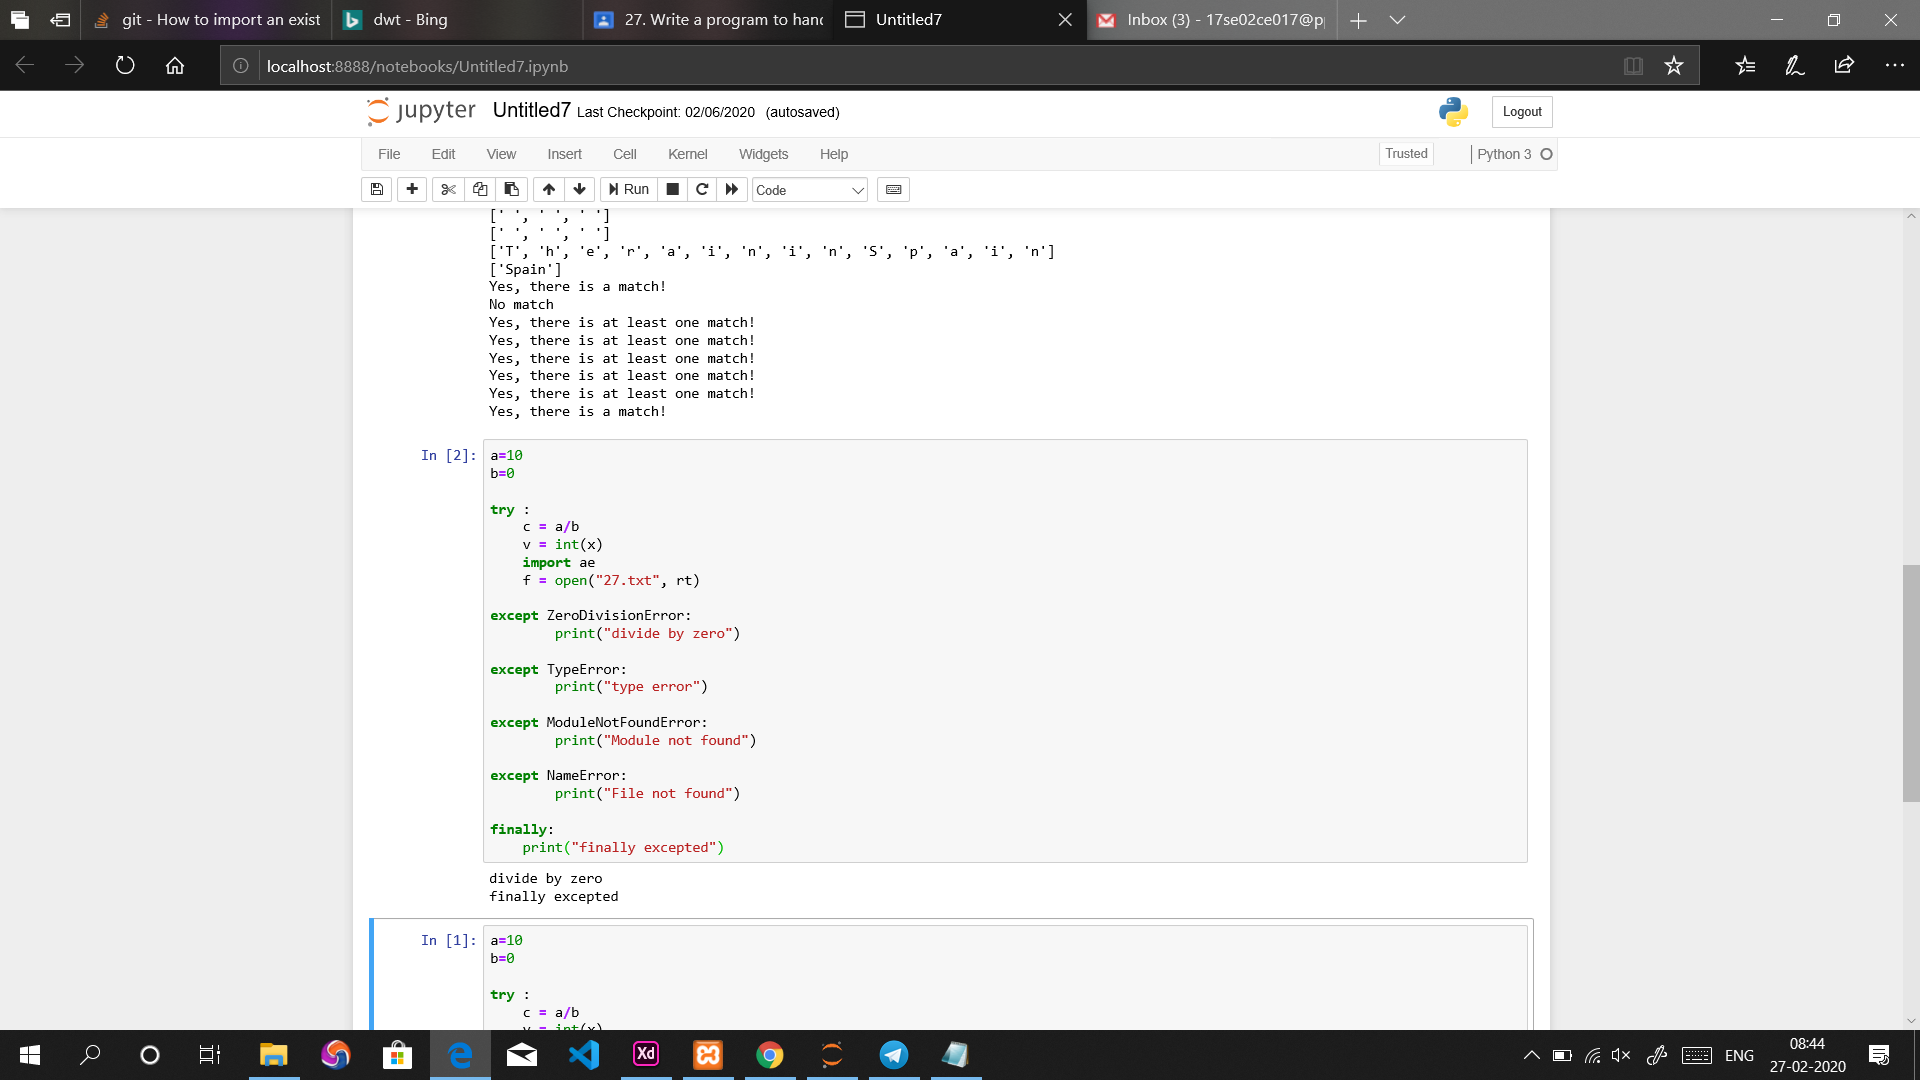 git - How to import an exist
dwt - Bing
27. Write a program to hand
Untitled7
Inbox (3) - 17se02ce017@p
localhost:8888/notebooks/Untitled7.ipynb
jupyter Untitled7 Last Checkpoint: 02/06/2020 (autosaved)
Logout
File Edit View Insert Cell Kernel Widgets Help
Trusted
Python 3
Run
Code
[' ', ' ', ' ']
[' ', ' ', ' ']
['T', 'h', 'e', 'r', 'a', 'i', 'n', 'i', 'n', 'S', 'p', 'a', 'i', 'n']
['Spain']
Yes, there is a match!
No match
Yes, there is at least one match!
Yes, there is at least one match!
Yes, there is at least one match!
Yes, there is at least one match!
Yes, there is at least one match!
Yes, there is a match!
In [2]: a=10
b=0
try :
    c = a/b
    v = int(x)
    import ae
    f = open("27.txt", rt)
except ZeroDivisionError:
        print("divide by zero")
except TypeError:
        print("type error")
except ModuleNotFoundError:
        print("Module not found")
except NameError:
        print("File not found")
finally:
    print("finally excepted")
divide by zero
finally excepted
In [1]: a=10
b=0
try :
    c = a/b
    v = int(x)
Xd
ENG
08:44
27-02-2020